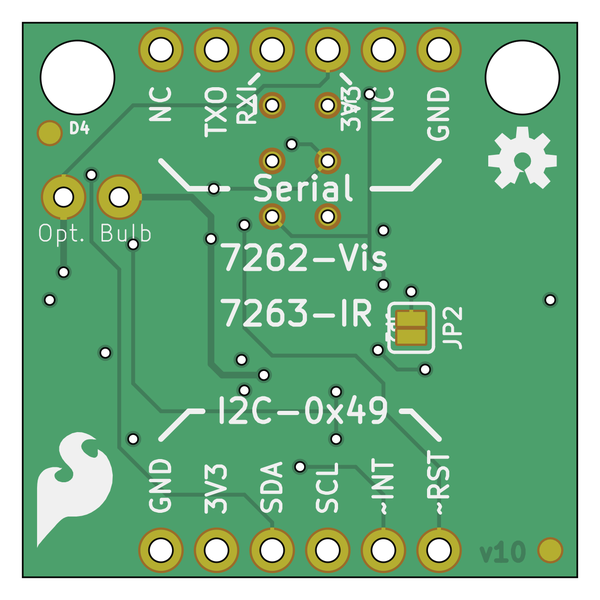 NC TXO RXI 3V3 NC GND
D4
Serial
Opt. Bulb
7262-Vis
7263-IR
JP2
I2C-0x49
GND 3V3 SDA SCL ~INT ~RST
v10